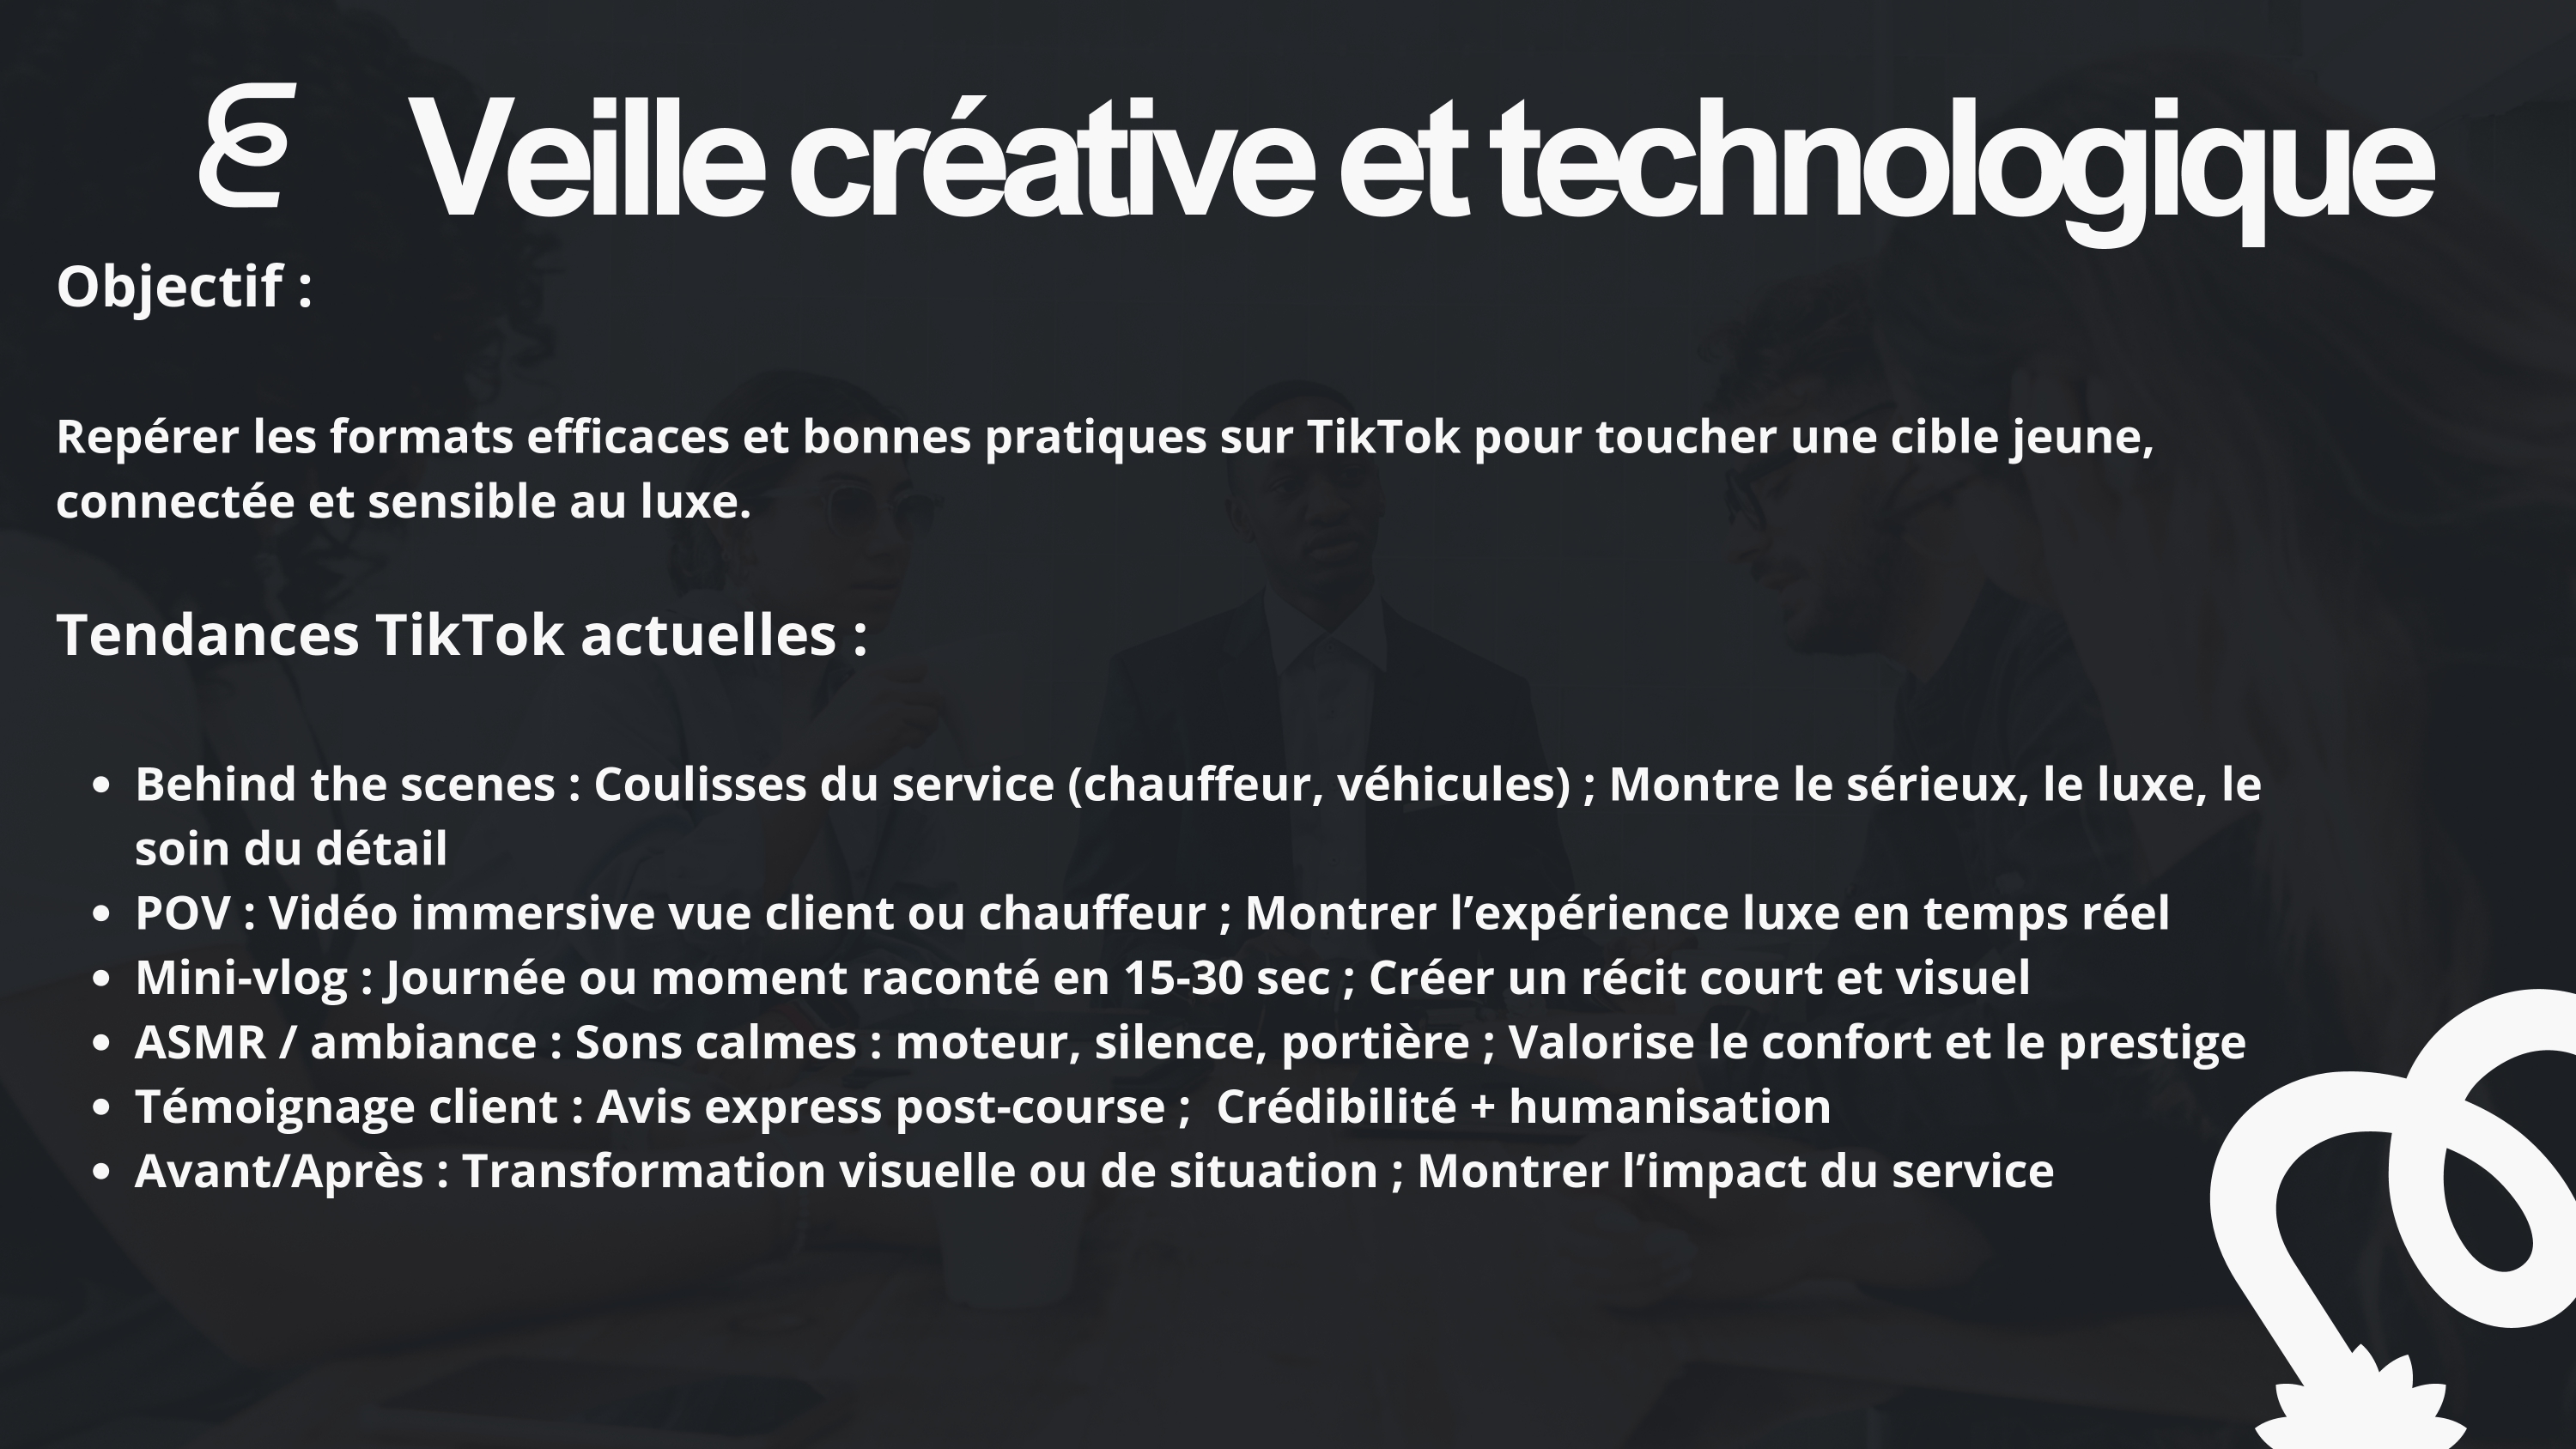 Veille créative et technologique
Objectif :
Repérer les formats efficaces et bonnes pratiques sur TikTok pour toucher une cible jeune,
connectée et sensible au luxe.
Tendances TikTok actuelles :
• Behind the scenes : Coulisses du service (chauffeur, véhicules) ; Montre le sérieux, le luxe, le
soin du détail
• POV : Vidéo immersive vue client ou chauffeur ; Montrer l’expérience luxe en temps réel
• Mini-vlog : Journée ou moment raconté en 15-30 sec ; Créer un récit court et visuel
• ASMR / ambiance : Sons calmes : moteur, silence, portière ; Valorise le confort et le prestige
• Témoignage client : Avis express post-course ;  Crédibilité + humanisation
• Avant/Après : Transformation visuelle ou de situation ; Montrer l’impact du service